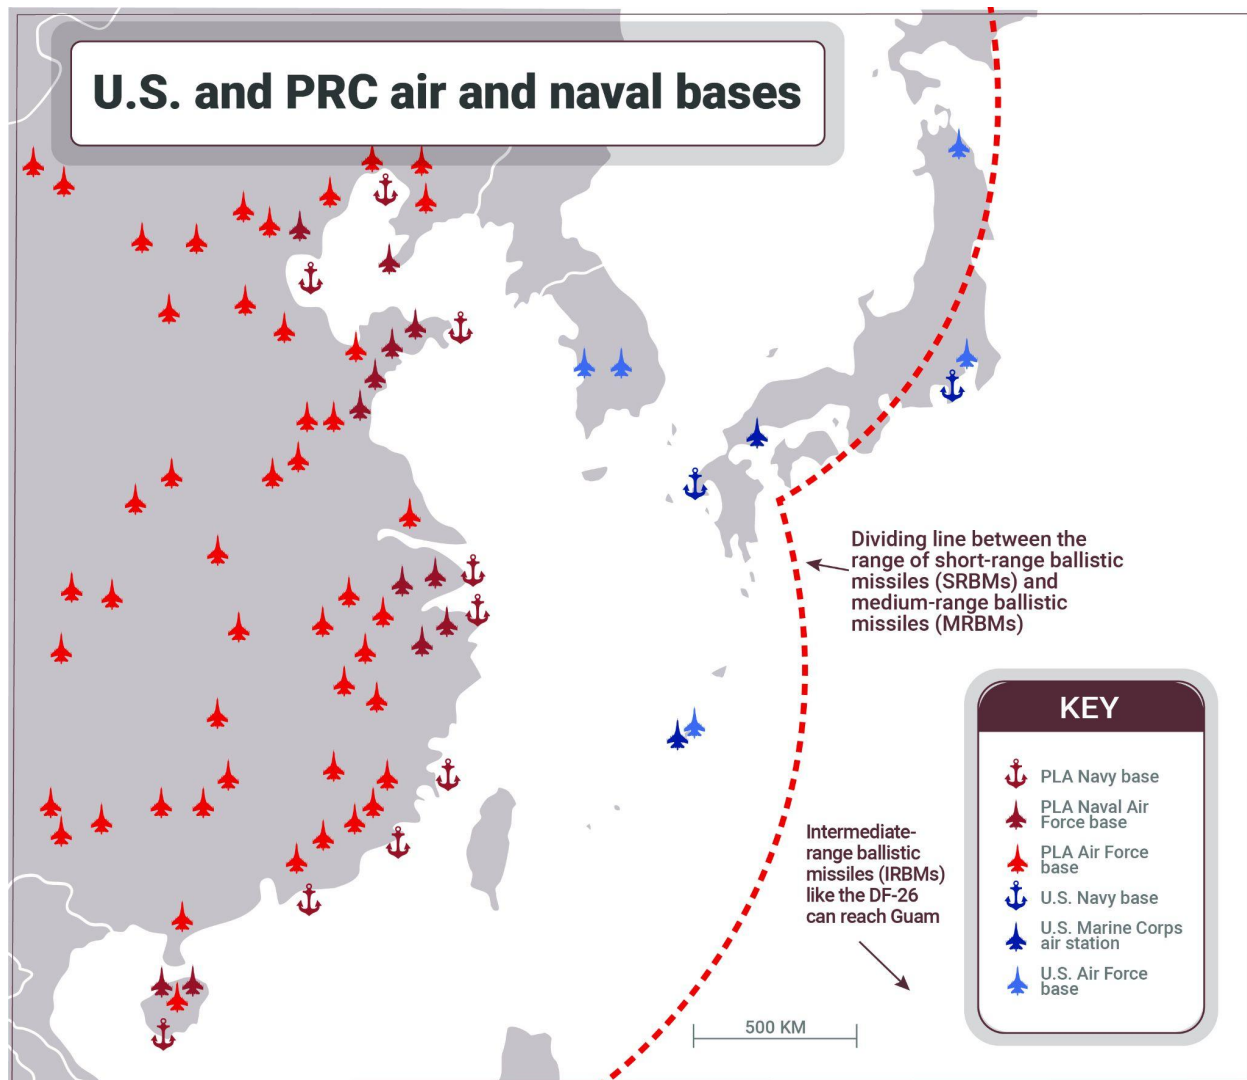 U.S. and PRC air and naval bases
Dividing line between the
range of short-range ballistic
missiles (SRBMs) and
medium-range ballistic
missiles (MRBMs)
Intermediate-
range ballistic
missiles (IRBMs)
like the DF-26
can reach Guam
500 KM
KEY
PLA Navy base
PLA Naval Air
Force base
PLA Air Force
base
U.S. Navy base
U.S. Marine Corps
air station
U.S. Air Force
base